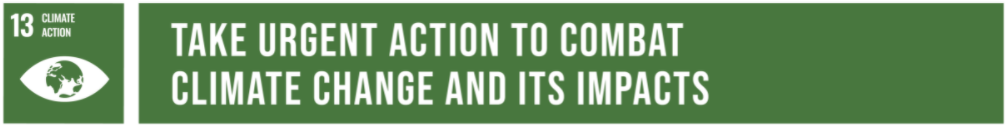 13 CLIMATE
ACTION
TAKE URGENT ACTION TO COMBAT
CLIMATE CHANGE AND ITS IMPACTS